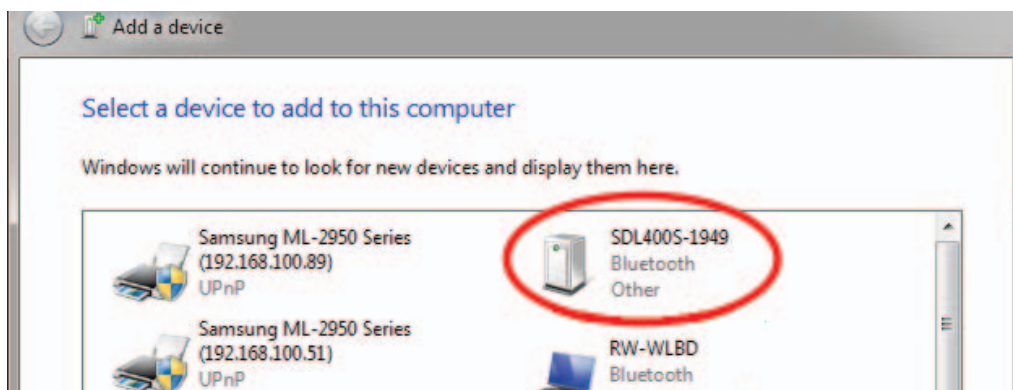 Add a device
Select a device to add to this computer
Windows will continue to look for new devices and display them here.
Samsung ML-2950 Series
(192.168.100.89)
UPnP
SDL400S-1949
Bluetooth
Other
Samsung ML-2950 Series
(192.168.100.51)
UPnP
RW-WLBD
Bluetooth